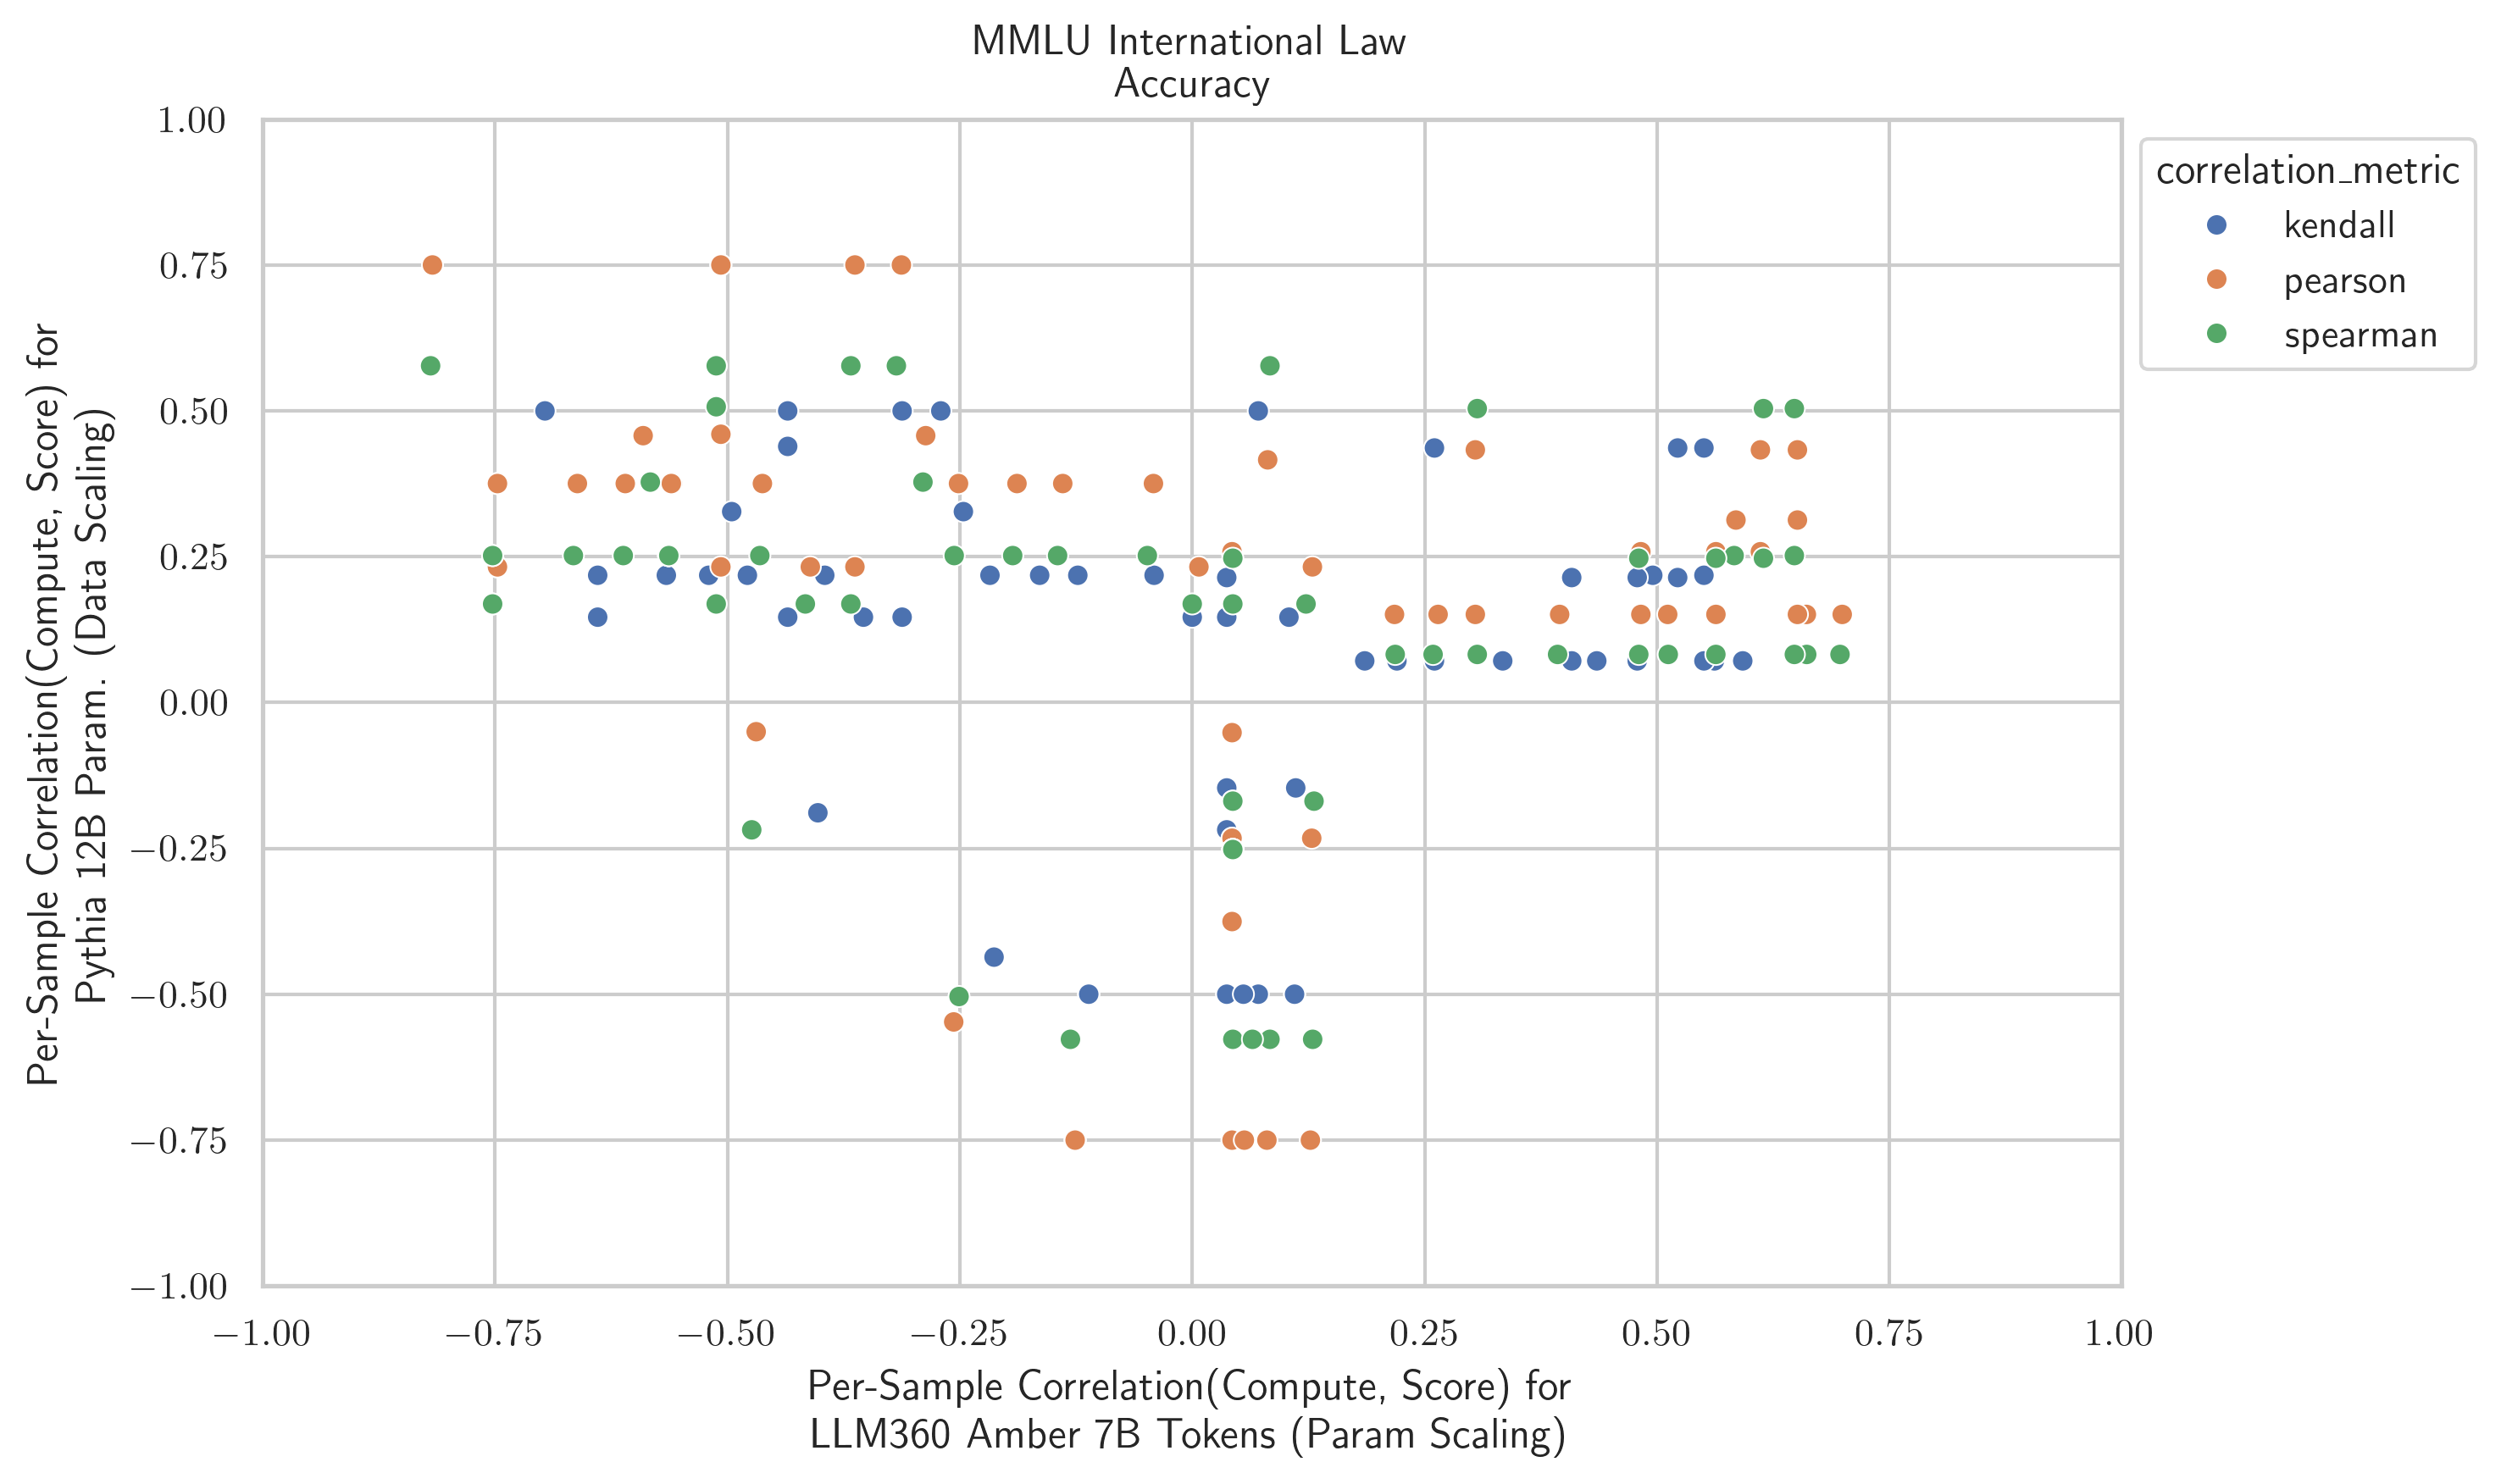 MMLU International Law
Accuracy
1.00
0.75
0.50
0.25
0.00
−0.25
−0.50
−0.75
−1.00
Per-Sample Correlation(Compute, Score) for
Pythia 12B Param. (Data Scaling)
−1.00 −0.75 −0.50 −0.25 0.00 0.25 0.50 0.75 1.00
Per-Sample Correlation(Compute, Score) for
LLM360 Amber 7B Tokens (Param Scaling)
correlation_metric
kendall
pearson
spearman